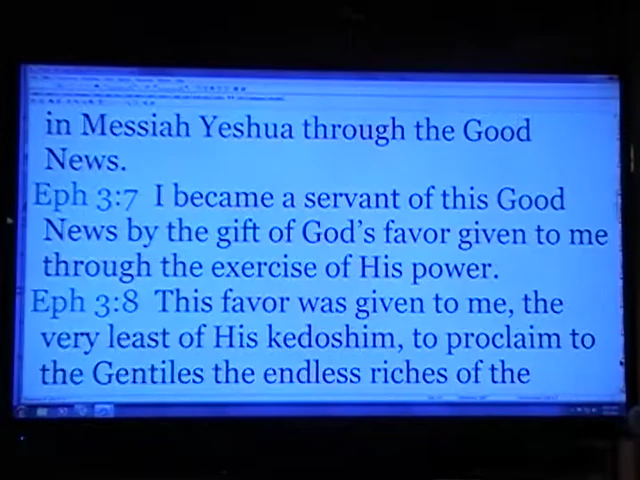 in Messiah Yeshua through the Good
News.
Eph 3:7 I became a servant of this Good
News by the gift of God's favor given to me
through the exercise of His power.
Eph 3:8 This favor was given to me, the
very least of His kedoshim, to proclaim to
the Gentiles the endless riches of the